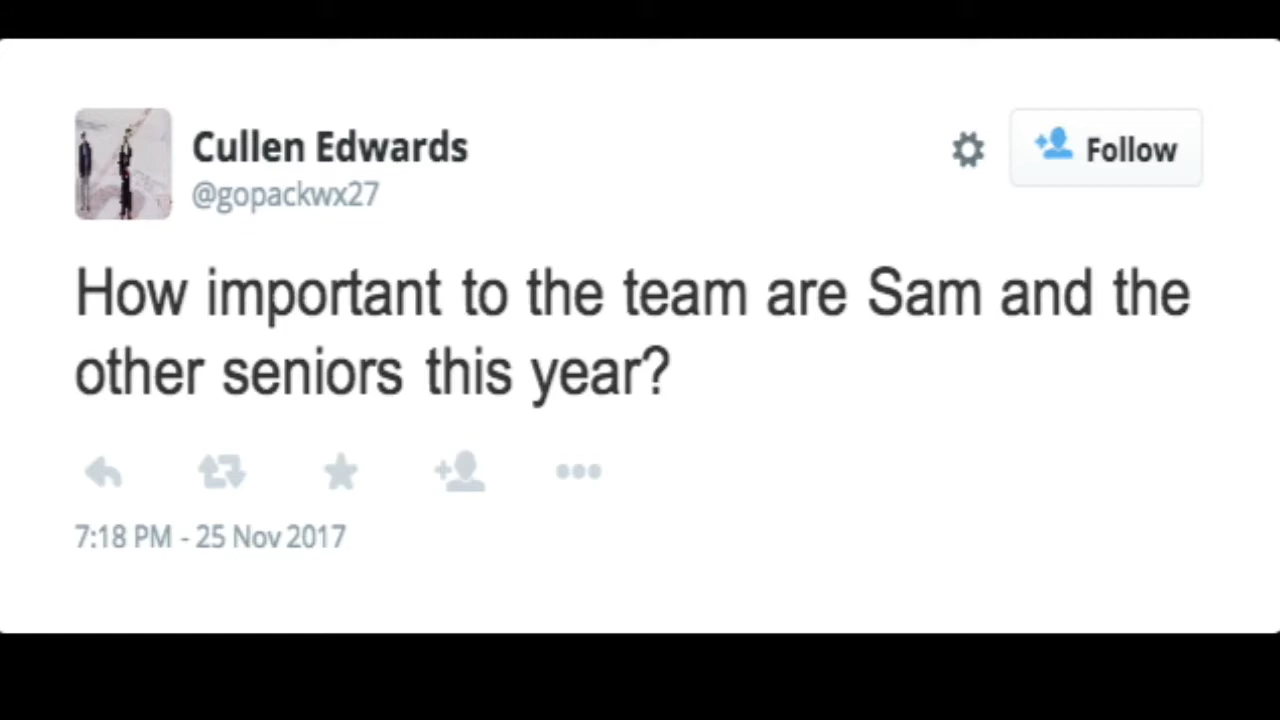 Cullen Edwards
@gopackwx27
Follow
How important to the team are Sam and the
other seniors this year?
7:18 PM - 25 Nov 2017